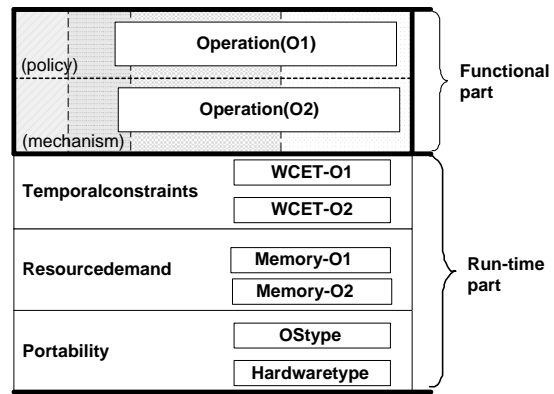 Operation(O1)
(policy)
Functional
part
Operation(O2)
(mechanism)
WCET-O1
Temporalconstraints
WCET-O2
Memory-O1
Resourcedemand
Memory-O2
Run-time
part
OStype
Portability
Hardwaretype